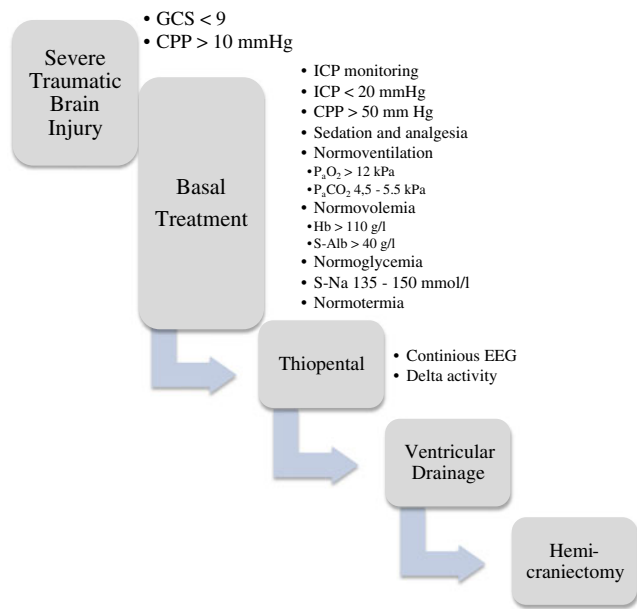 Severe
Traumatic
Brain
Injury
• GCS < 9
• CPP > 10 mmHg
Basal
Treatment
• ICP monitoring
• ICP < 20 mmHg
• CPP > 50 mm Hg
• Sedation and analgesia
• Normoventilation
•PaO2 > 12 kPa
•PaCO2 4,5 - 5.5 kPa
• Normovolemia
•Hb > 110 g/l
•S-Alb > 40 g/l
• Normoglycemia
• S-Na 135 - 150 mmol/l
• Normotermia
Thiopental
• Continious EEG
• Delta activity
Ventricular
Drainage
Hemi-
craniectomy